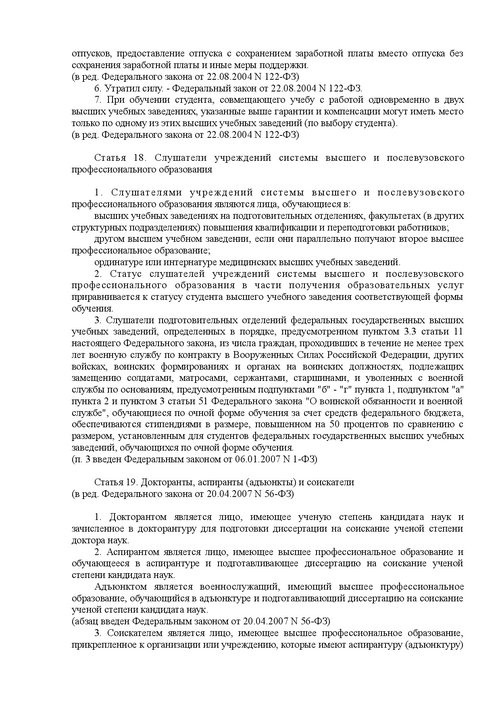 отпусков, предоставление отпуска с сохранением заработной платы вместо отпуска без
сохранения заработной платы и иные меры поддержки.
(в ред. Федерального закона от 22.08.2004 N 122-ФЗ)
6. Утратил силу. - Федеральный закон от 22.08.2004 N 122-ФЗ.
7. При обучении студента, совмещающего учебу с работой одновременно в двух
высших учебных заведениях, указанные выше гарантии и компенсации могут иметь место
только по одному из этих высших учебных заведений (по выбору студента).
(в ред. Федерального закона от 22.08.2004 N 122-ФЗ)
Статья 18. Слушатели учреждений системы высшего и послевузовского
профессионального образования
1. Слушателями учреждений системы высшего и послевузовского
профессионального образования являются лица, обучающиеся в:
высших учебных заведениях на подготовительных отделениях, факультетах (в других
структурных подразделениях) повышения квалификации и переподготовки работников;
другом высшем учебном заведении, если они параллельно получают второе высшее
профессиональное образование;
ординатуре или интернатуре медицинских высших учебных заведений.
2. Статус слушателей учреждений системы высшего и послевузовского
профессионального образования в части получения образовательных услуг
приравнивается к статусу студента высшего учебного заведения соответствующей формы
обучения.
3. Слушатели подготовительных отделений федеральных государственных высших
учебных заведений, определенных в порядке, предусмотренном пунктом 3.3 статьи 11
настоящего Федерального закона, из числа граждан, проходивших в течение не менее трех
лет военную службу по контракту в Вооруженных Силах Российской Федерации, других
войсках, воинских формированиях и органах на воинских должностях, подлежащих
замещению солдатами, матросами, сержантами, старшинами, и уволенных с военной
службы по основаниям, предусмотренным подпунктами "б" - "г" пункта 1, подпунктом "а"
пункта 2 и пунктом 3 статьи 51 Федерального закона "О воинской обязанности и военной
службе", обучающиеся по очной форме обучения за счет средств федерального бюджета,
обеспечиваются стипендиями в размере, повышенном на 50 процентов по сравнению с
размером, установленным для студентов федеральных государственных высших учебных
заведений, обучающихся по очной форме обучения.
(п. 3 введен Федеральным законом от 06.01.2007 N 1-ФЗ)
Статья 19. Докторанты, аспиранты (адъюнкты) и соискатели
(в ред. Федерального закона от 20.04.2007 N 56-ФЗ)
1. Докторантом является лицо, имеющее ученую степень кандидата наук и
зачисленное в докторантуру для подготовки диссертации на соискание ученой степени
доктора наук.
2. Аспирантом является лицо, имеющее высшее профессиональное образование и
обучающееся в аспирантуре и подготавливающее диссертацию на соискание ученой
степени кандидата наук.
Адъюнктом является военнослужащий, имеющий высшее профессиональное
образование, обучающийся в адъюнктуре и подготавливающий диссертацию на соискание
ученой степени кандидата наук.
(абзац введен Федеральным законом от 20.04.2007 N 56-ФЗ)
3. Соискателем является лицо, имеющее высшее профессиональное образование,
прикрепленное к организации или учреждению, которые имеют аспирантуру (адъюнктуру)